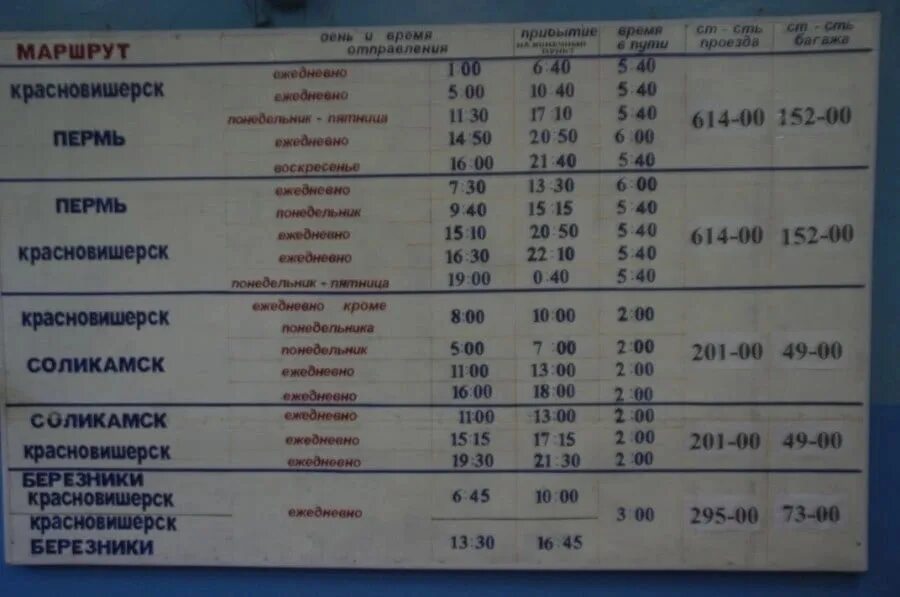 МАРШРУТ день и время отправления прибытие на конечный пункт время в пути ст-сть проезда ст-сть багажа
красновишерск ПЕРМЬ 614-00 152-00
ежедневно 1:00 6:40 5:40
ежедневно 5:00 10:40 5:40
понедельник - пятница 11:30 17:10 5:40
ежедневно 14:50 20:50 6:00
воскресенье 16:00 21:40 5:40
ПЕРМЬ красновишерск 614-00 152-00
ежедневно 7:30 13:30 6:00
понедельник 9:40 15:15 5:40
ежедневно 15:10 20:50 5:40
ежедневно 16:30 22:10 5:40
понедельник - пятница 19:00 0:40 5:40
красновишерск СОЛИКАМСК 201-00 49-00
ежедневно кроме понедельника 8:00 10:00 2:00
понедельник 5:00 7:00 2:00
ежедневно 11:00 13:00 2:00
ежедневно 16:00 18:00 2:00
СОЛИКАМСК красновишерск 201-00 49-00
ежедневно 11:00 13:00 2:00
ежедневно 15:15 17:15 2:00
ежедневно 19:30 21:30 2:00
БЕРЕЗНИКИ красновишерск 6:45 10:00
ежедневно 3:00 295-00 73-00
красновишерск БЕРЕЗНИКИ 13:30 16:45